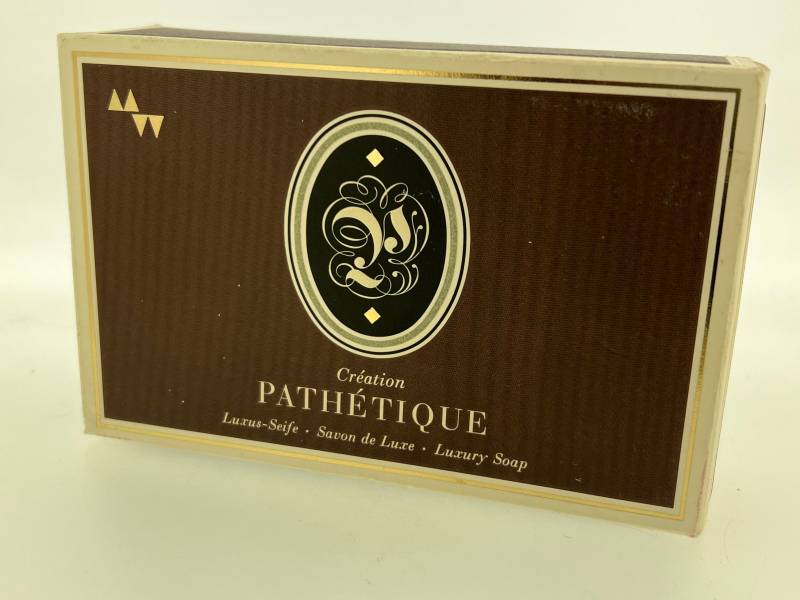 P
Création
PATHÉTIQUE
Luxus-Seife · Savon de Luxe · Luxury Soap